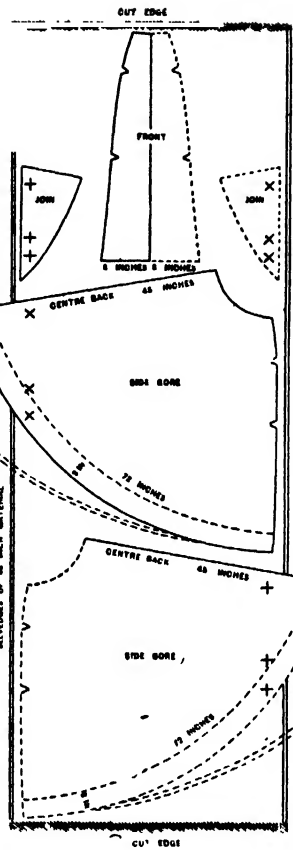 CUT EDGE
FRONT
JOIN
JOIN
6 INCHES 6 INCHES
CENTRE BACK 45 INCHES
SIDE GORE
72 INCHES
CENTRE BACK 45 INCHES
SIDE GORE
72 INCHES
CUT EDGE